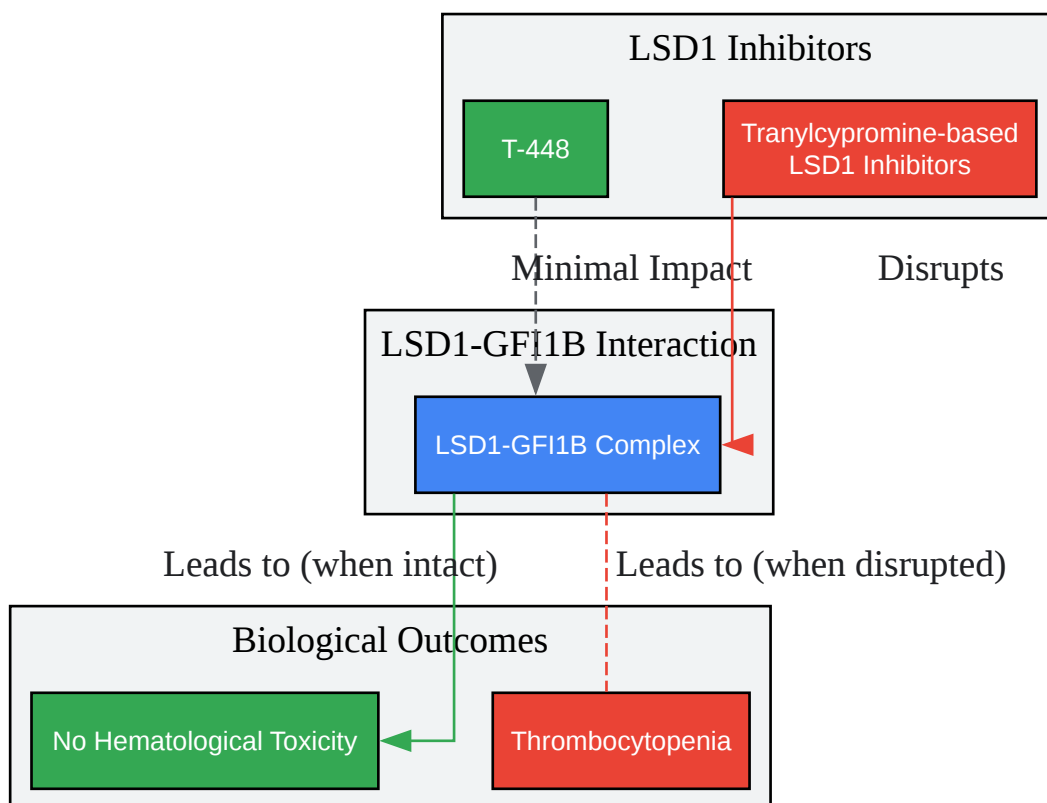 LSD1 Inhibitors
T-448
Tranylcypromine-based
LSD1 Inhibitors
Minimal Impact
Disrupts
LSD1-GFI1B Interaction
LSD1-GFI1B Complex
Leads to (when intact)
Leads to (when disrupted)
Biological Outcomes
No Hematological Toxicity
Thrombocytopenia